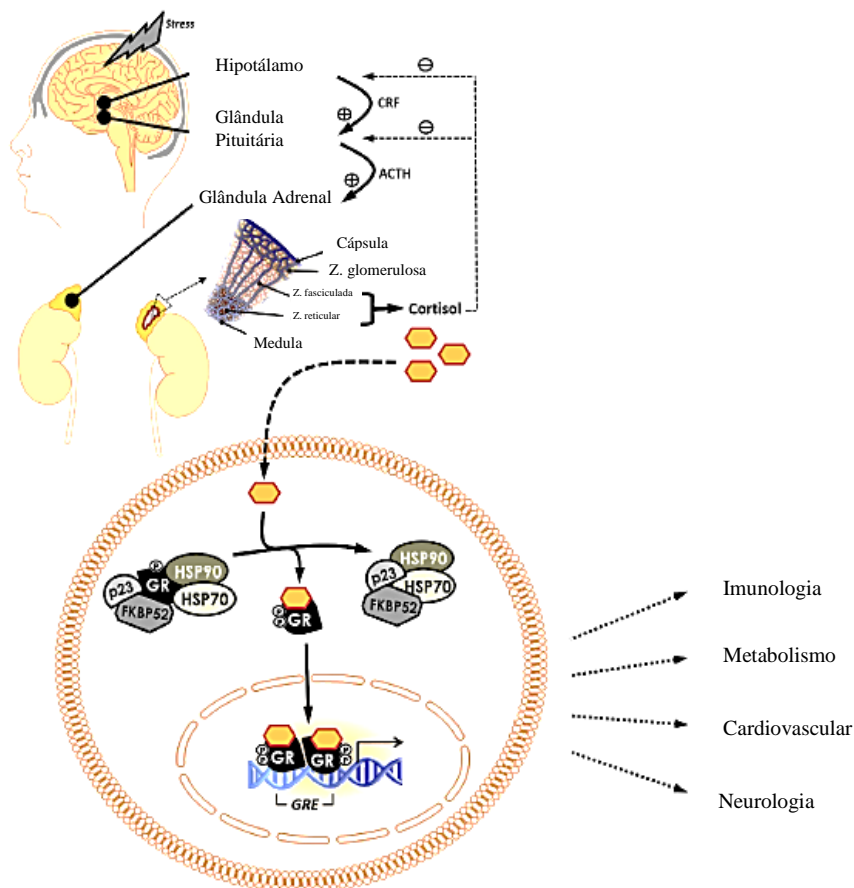 Stress
Hipotálamo
⊖
CRF
⊕
Glândula
Pituitária
⊖
ACTH
⊕
Glândula Adrenal
Cápsula
Z. glomerulosa
Z. fasciculada
Z. reticular
Cortisol
Medula
P
GR
HSP90
p23
HSP70
FKBP52
HSP90
p23
HSP70
FKBP52
P
P
GR
Imunologia
Metabolismo
Cardiovascular
Neurologia
P
P
GR
GR
P
P
GRE